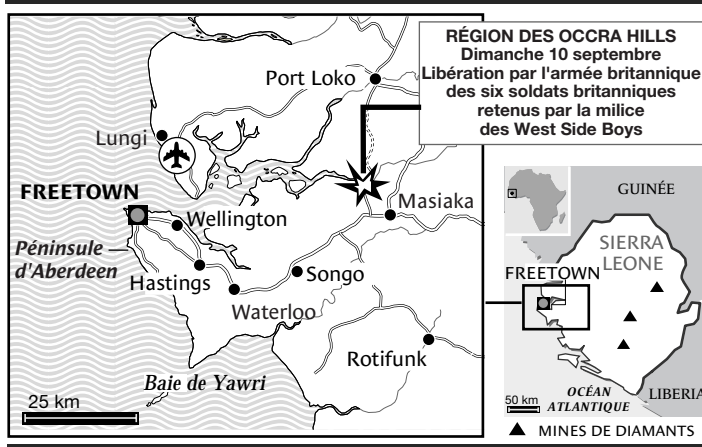 RÉGION DES OCCRA HILLS
Dimanche 10 septembre
Libération par l'armée britannique
des six soldats britanniques
retenus par la milice
des West Side Boys
Port Loko
Lungi
FREETOWN
Wellington
Masiaka
Péninsule
d'Aberdeen
Hastings
Songo
Waterloo
Rotifunk
Baie de Yawri
25 km
GUINÉE
SIERRA
LEONE
FREETOWN
50 km
OCÉAN
ATLANTIQUE
LIBERIA
MINES DE DIAMANTS